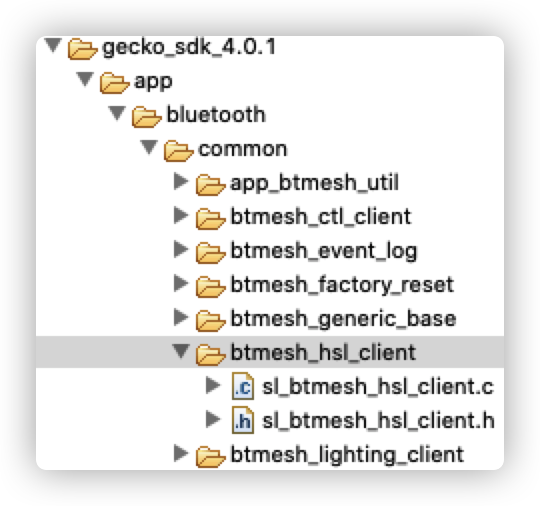 gecko_sdk_4.0.1
app
bluetooth
common
app_btmesh_util
btmesh_ctl_client
btmesh_event_log
btmesh_factory_reset
btmesh_generic_base
btmesh_hsl_client
.c sl_btmesh_hsl_client.c
.h sl_btmesh_hsl_client.h
btmesh_lighting_client